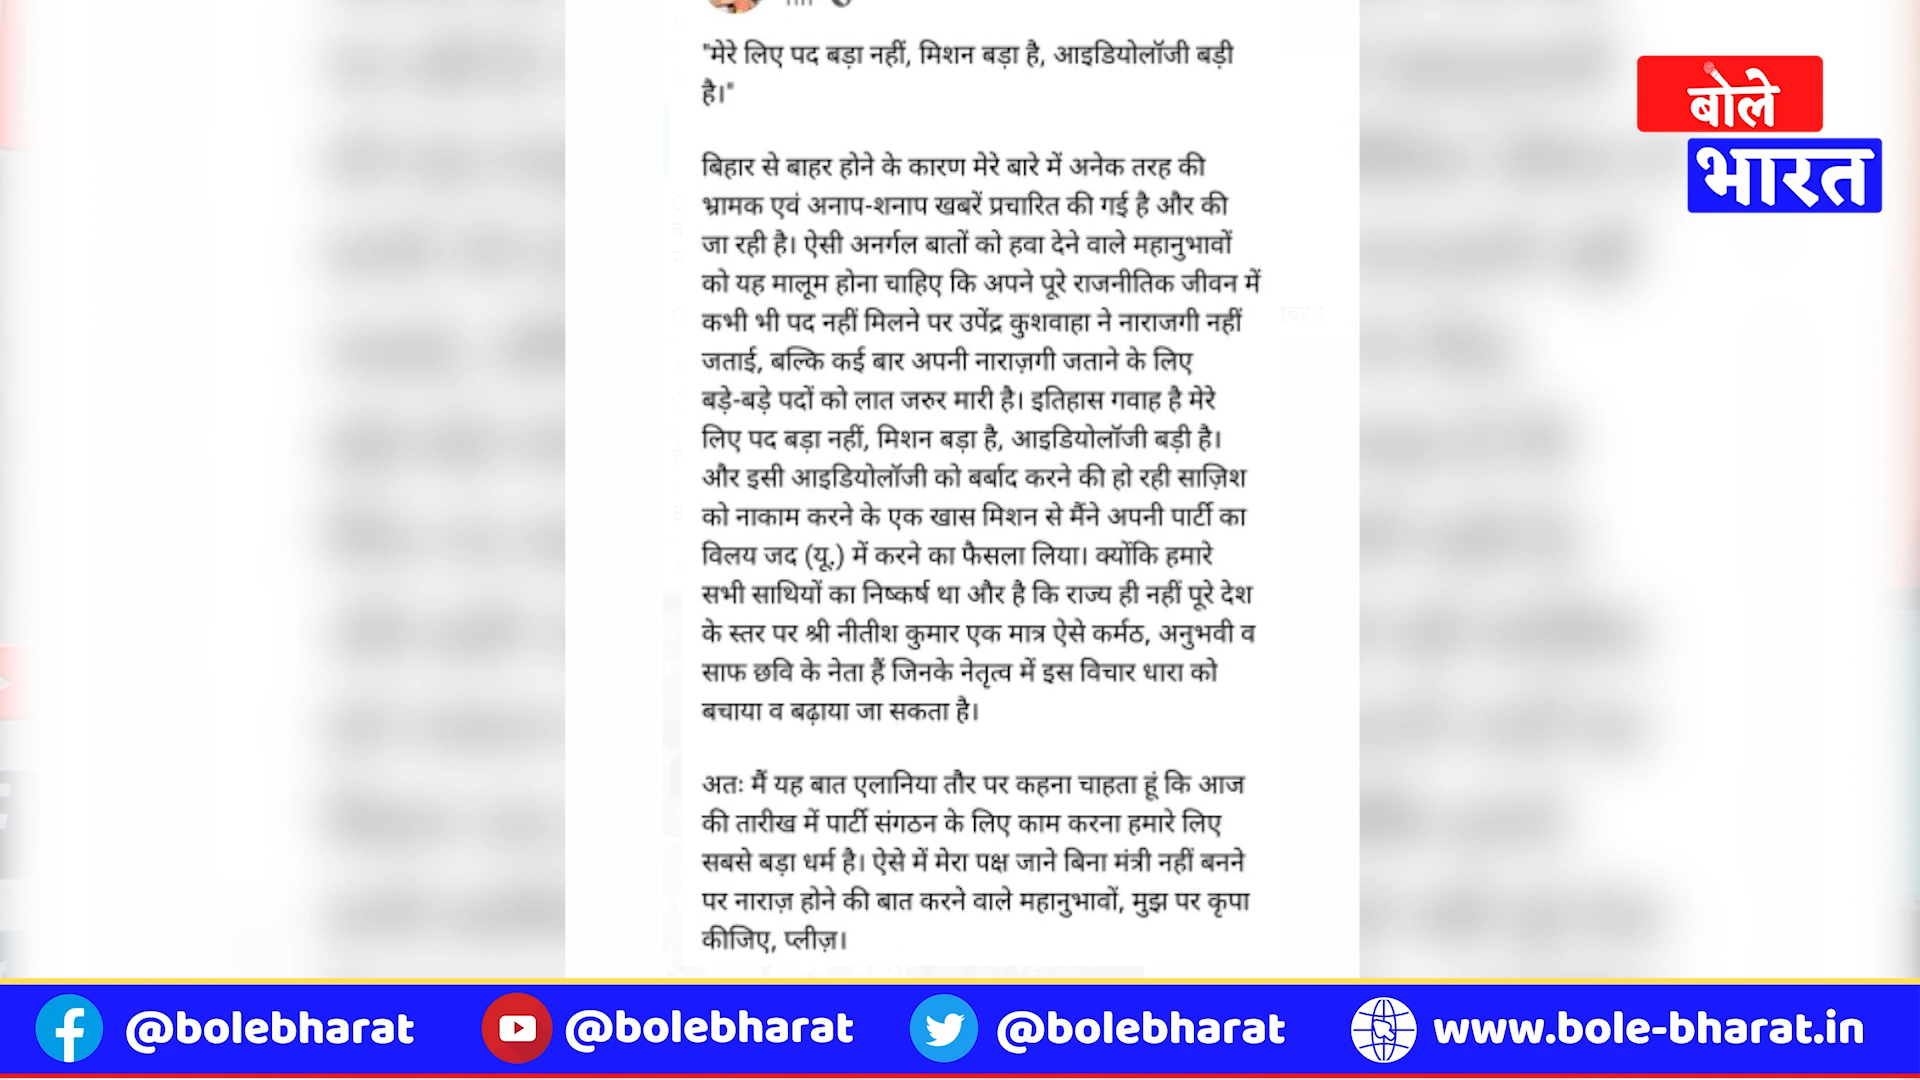 "मेरे लिए पद बड़ा नहीं, मिशन बड़ा है, आइडियोलॉजी बड़ी
है।"
बिहार से बाहर होने के कारण मेरे बारे में अनेक तरह की
भ्रामक एवं अनाप-शनाप खबरें प्रचारित की गई है और की
जा रही है। ऐसी अनर्गल बातों को हवा देने वाले महानुभावों
को यह मालूम होना चाहिए कि अपने पूरे राजनीतिक जीवन में
कभी भी पद नहीं मिलने पर उपेंद्र कुशवाहा ने नाराजगी नहीं
जताई, बल्कि कई बार अपनी नाराज़गी जताने के लिए
बड़े-बड़े पदों को लात जरुर मारी है। इतिहास गवाह है मेरे
लिए पद बड़ा नहीं, मिशन बड़ा है, आइडियोलॉजी बड़ी है।
और इसी आइडियोलॉजी को बर्बाद करने की हो रही साज़िश
को नाकाम करने के एक खास मिशन से मैंने अपनी पार्टी का
विलय जद (यू.) में करने का फैसला लिया। क्योंकि हमारे
सभी साथियों का निष्कर्ष था और है कि राज्य ही नहीं पूरे देश
के स्तर पर श्री नीतीश कुमार एक मात्र ऐसे कर्मठ, अनुभवी व
साफ छवि के नेता हैं जिनके नेतृत्व में इस विचार धारा को
बचाया व बढ़ाया जा सकता है।
अतः मैं यह बात एलानिया तौर पर कहना चाहता हूं कि आज
की तारीख में पार्टी संगठन के लिए काम करना हमारे लिए
सबसे बड़ा धर्म है। ऐसे में मेरा पक्ष जाने बिना मंत्री नहीं बनने
पर नाराज़ होने की बात करने वाले महानुभावों, मुझ पर कृपा
कीजिए, प्लीज़।
बोले
भारत
@bolebharat
@bolebharat
@bolebharat
www.bole-bharat.in